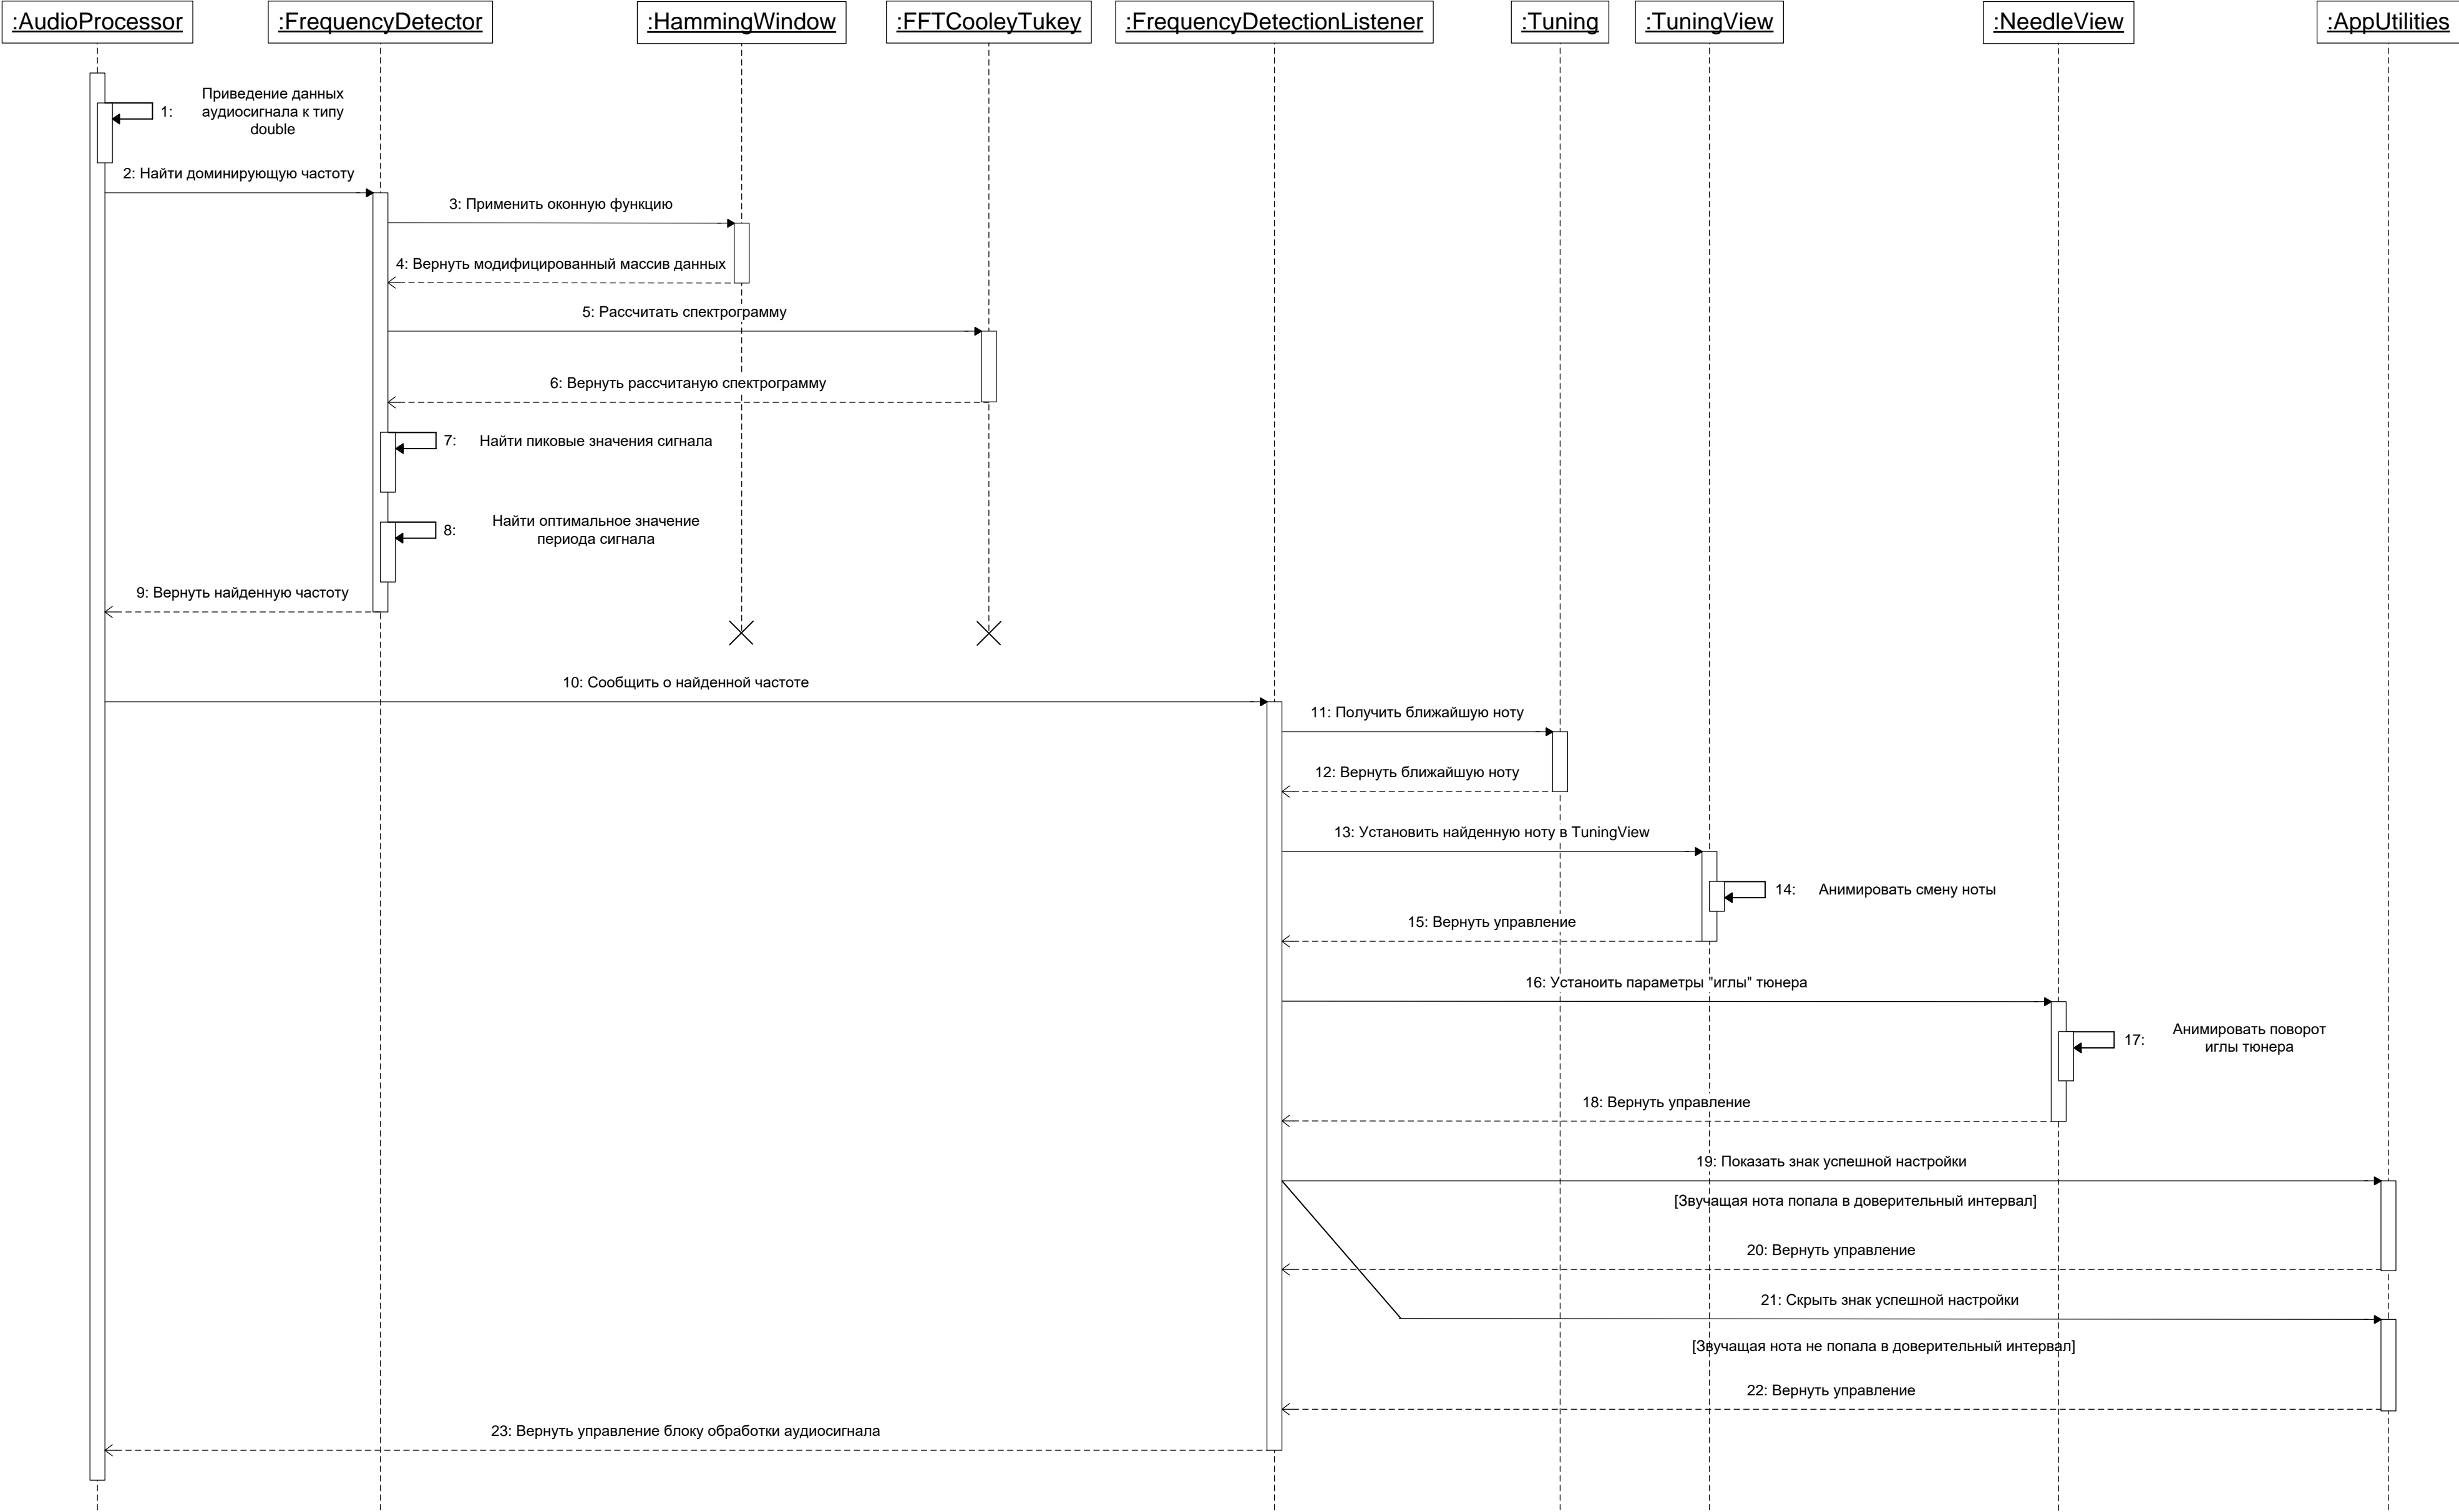 :AudioProcessor
:FrequencyDetector
:HammingWindow
:FFTCooleyTukey
:FrequencyDetectionListener
:Tuning
:TuningView
:NeedleView
:AppUtilities
1:
Приведение данных
аудиосигнала к типу
double
2: Найти доминирующую частоту
3: Применить оконную функцию
4: Вернуть модифицированный массив данных
5: Рассчитать спектрограмму
6: Вернуть рассчитаную спектрограмму
7: Найти пиковые значения сигнала
8:
Найти оптимальное значение
периода сигнала
9: Вернуть найденную частоту
10: Сообщить о найденной частоте
11: Получить ближайшую ноту
12: Вернуть ближайшую ноту
13: Установить найденную ноту в TuningView
14: Анимировать смену ноты
15: Вернуть управление
16: Устаноить параметры "иглы" тюнера
17:
Анимировать поворот
иглы тюнера
18: Вернуть управление
19: Показать знак успешной настройки
[Звучащая нота попала в доверительный интервал]
20: Вернуть управление
21: Скрыть знак успешной настройки
[Звучащая нота не попала в доверительный интервал]
22: Вернуть управление
23: Вернуть управление блоку обработки аудиосигнала